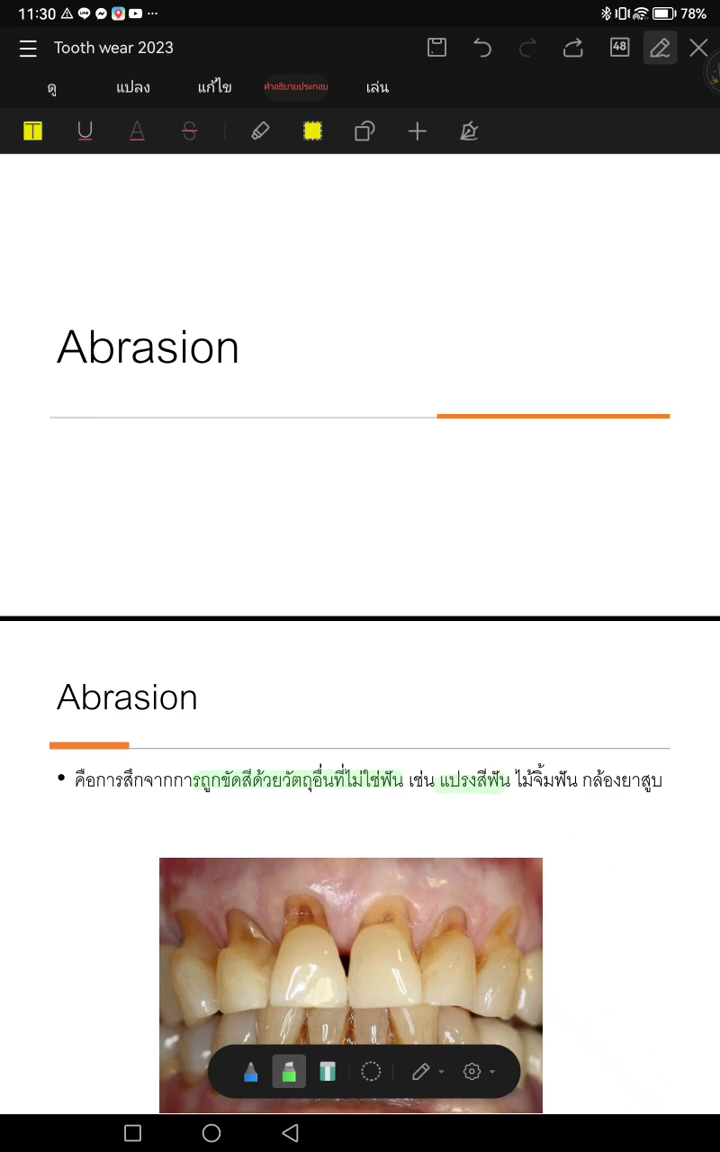 11:30
78%
Tooth wear 2023
48
ดู
แปลง
แก้ไข
คำอธิบายประกอบ
เล่น
T
U
A
S
Abrasion
Abrasion
• คือการสึกจากการถูกขัดสีด้วยวัตถุอื่นที่ไม่ใช่ฟัน เช่น แปรงสีฟัน ไม้จิ้มฟัน กล้องยาสูบ